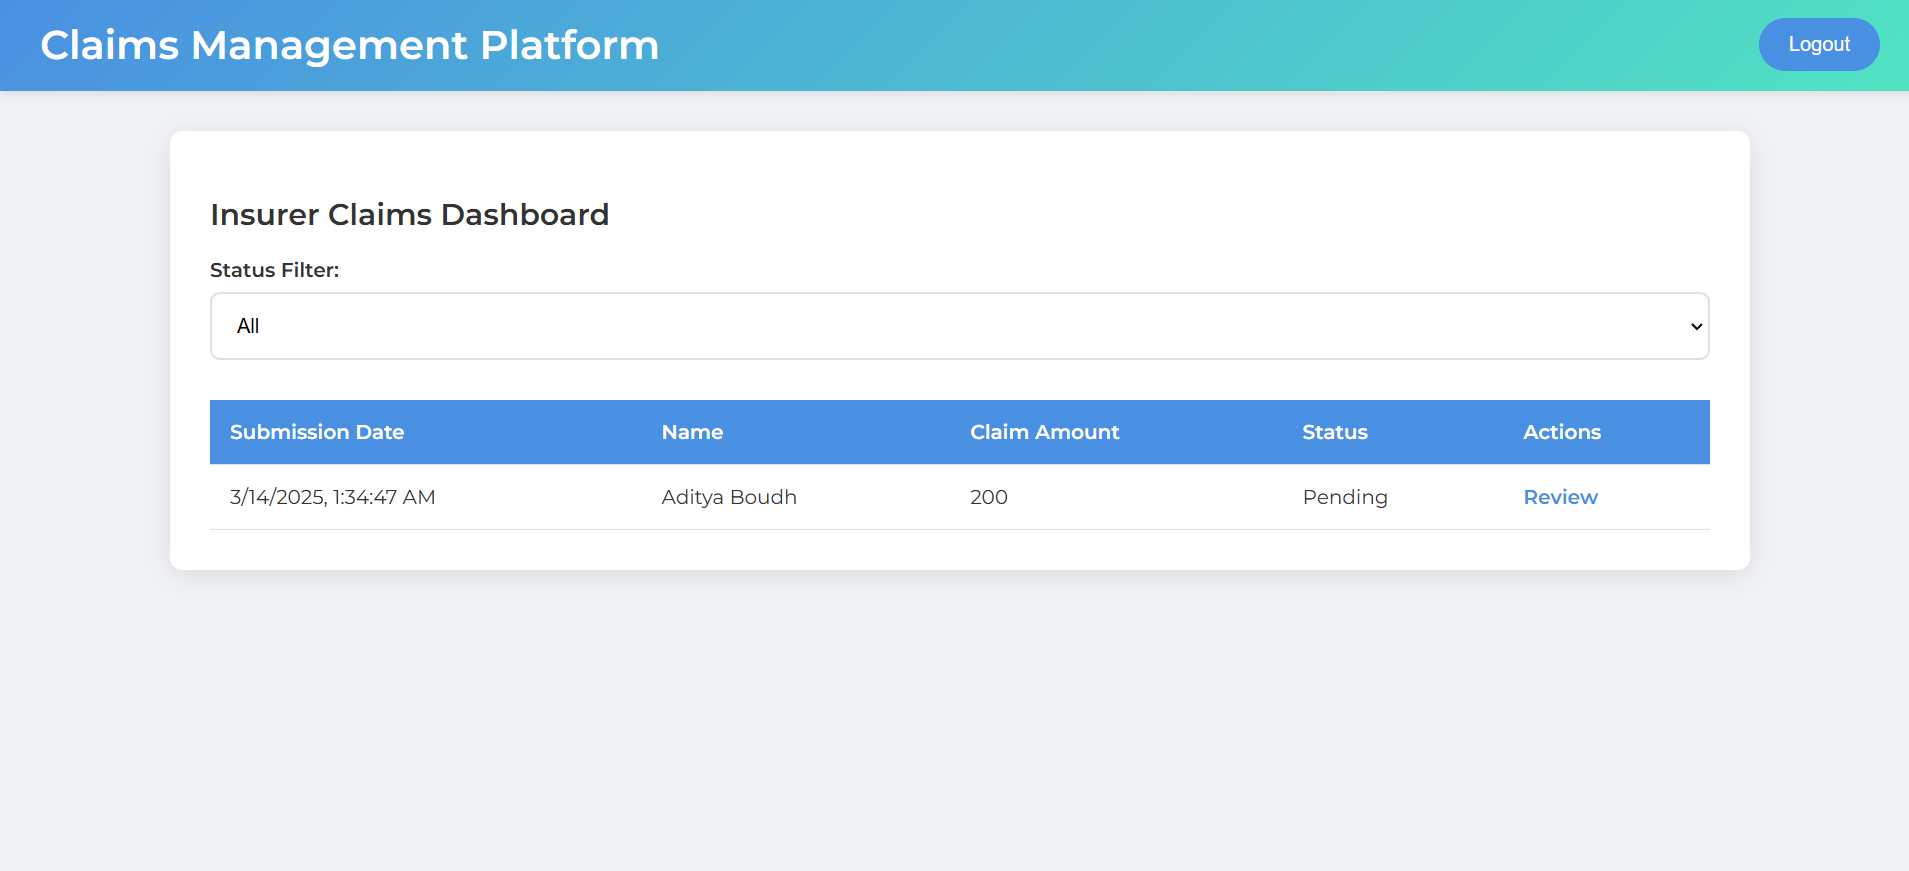 Claims Management Platform Logout
Insurer Claims Dashboard
Status Filter:
All
Submission Date Name Claim Amount Status Actions
3/14/2025, 1:34:47 AM Aditya Boudh 200 Pending Review